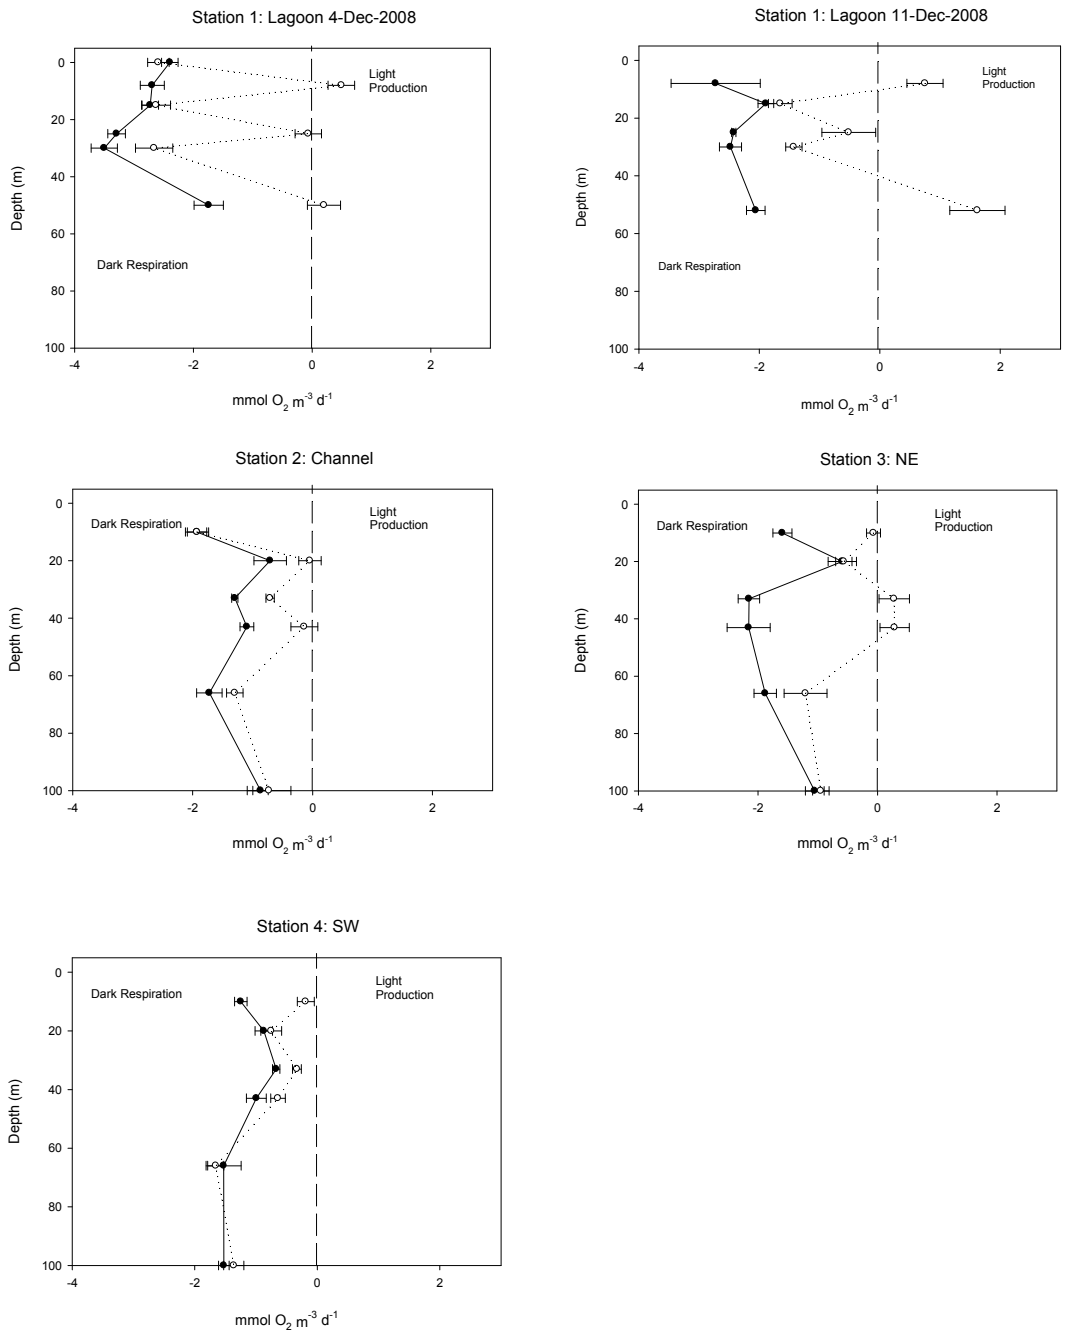 Station 1: Lagoon 4-Dec-2008
0
20
40
60
80
100
Depth (m)
Light
Production
Dark Respiration
-4
-2
0
2
mmol O2 m-3 d-1
Station 1: Lagoon 11-Dec-2008
0
20
40
60
80
100
Depth (m)
Light
Production
Dark Respiration
-4
-2
0
2
mmol O2 m-3 d-1
Station 2: Channel
0
20
40
60
80
100
Depth (m)
Dark Respiration
Light
Production
-4
-2
0
2
mmol O2 m-3 d-1
Station 3: NE
0
20
40
60
80
100
Depth (m)
Dark Respiration
Light
Production
-4
-2
0
2
mmol O2 m-3 d-1
Station 4: SW
0
20
40
60
80
100
Depth (m)
Dark Respiration
Light
Production
-4
-2
0
2
mmol O2 m-3 d-1